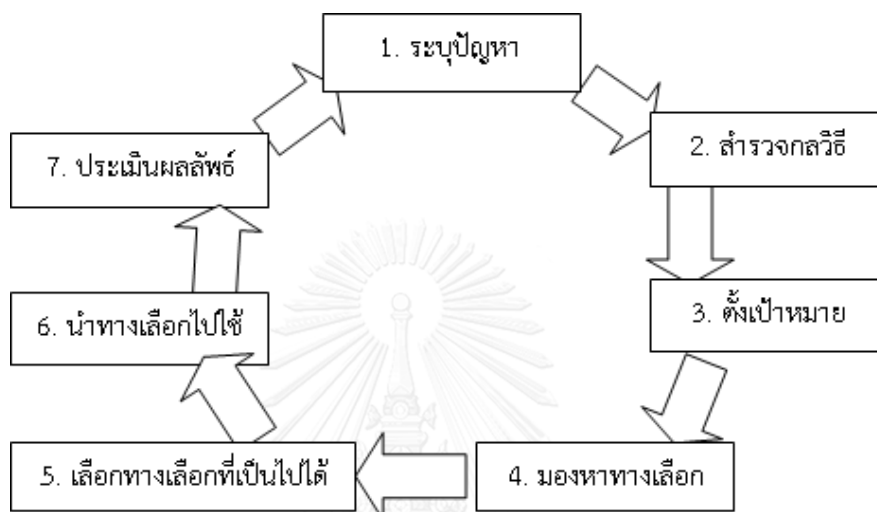 1. ระบุปัญหา
2. สำรวจกลวิธี
3. ตั้งเป้าหมาย
4. มองหาทางเลือก
5. เลือกทางเลือกที่เป็นไปได้
6. นำทางเลือกไปใช้
7. ประเมินผลลัพธ์